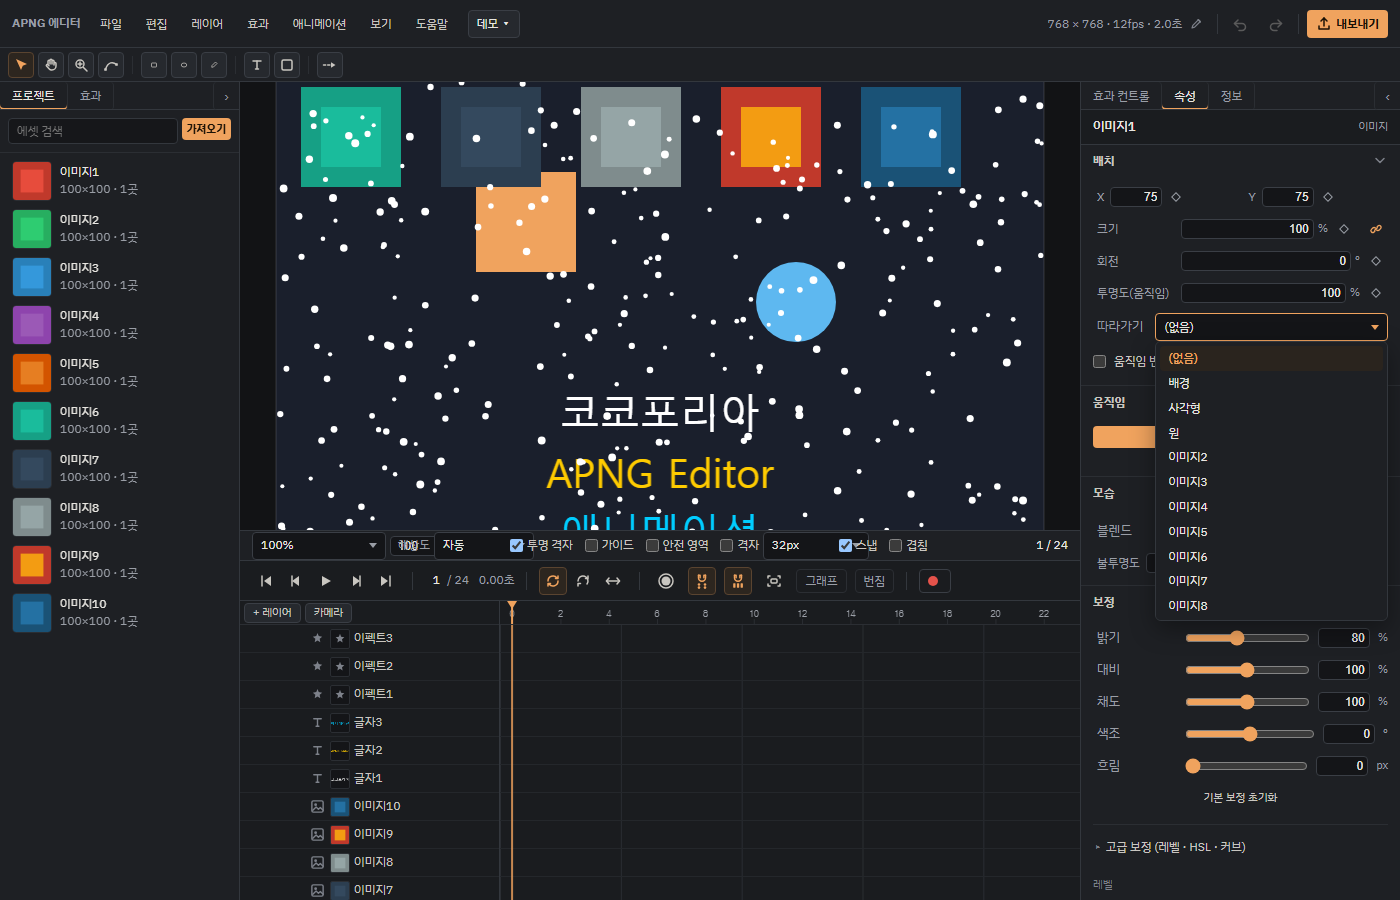 APNG 에디터 파일 편집 레이어 효과 애니메이션 보기 도움말 데모 768 × 768 · 12fps · 2.0초 내보내기
프로젝트 효과
에셋 검색 가져오기
이미지1
100×100 · 1곳
이미지2
100×100 · 1곳
이미지3
100×100 · 1곳
이미지4
100×100 · 1곳
이미지5
100×100 · 1곳
이미지6
100×100 · 1곳
이미지7
100×100 · 1곳
이미지8
100×100 · 1곳
이미지9
100×100 · 1곳
이미지10
100×100 · 1곳
코코포리아
APNG Editor
애니메이션
100% 해상도 자동 투명 격자 가이드 안전 영역 격자 32px 스냅 겹침 1 / 24
1 / 24 0.00초 그래프 번짐
+ 레이어 카메라 0 2 4 6 8 10 12 14 16 18 20 22
이펙트3
이펙트2
이펙트1
글자3
글자2
글자1
이미지10
이미지9
이미지8
이미지7
효과 컨트롤 속성 정보
이미지1 이미지
배치
X 75 Y 75
크기 100 %
회전 0 °
투명도(움직임) 100 %
따라가기 (없음)
움직임 번
(없음)
배경
사각형
원
이미지2
이미지3
이미지4
이미지5
이미지6
이미지7
이미지8
움직임
모습
블렌드
불투명도
보정
밝기 80 %
대비 100 %
채도 100 %
색조 0 °
흐림 0 px
기본 보정 초기화
고급 보정 (레벨 · HSL · 커브)
레벨